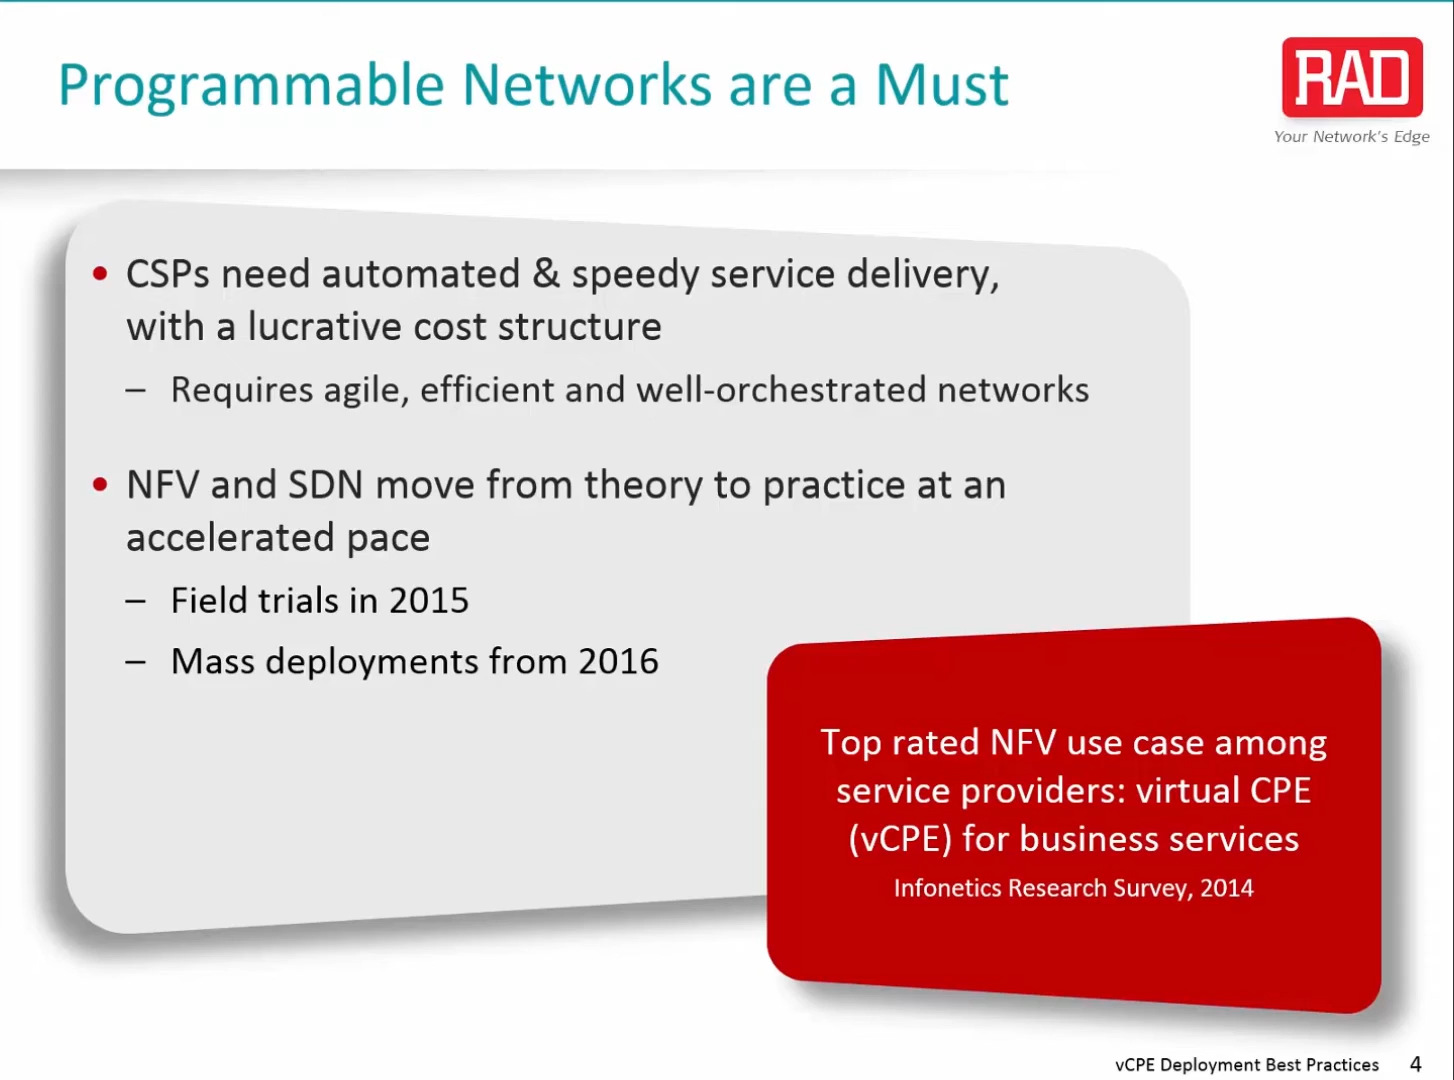 Programmable Networks are a Must
RAD
Your Network's Edge
• CSPs need automated & speedy service delivery,
with a lucrative cost structure
– Requires agile, efficient and well-orchestrated networks
• NFV and SDN move from theory to practice at an
accelerated pace
– Field trials in 2015
– Mass deployments from 2016
Top rated NFV use case among
service providers: virtual CPE
(vCPE) for business services
Infonetics Research Survey, 2014
vCPE Deployment Best Practices 4